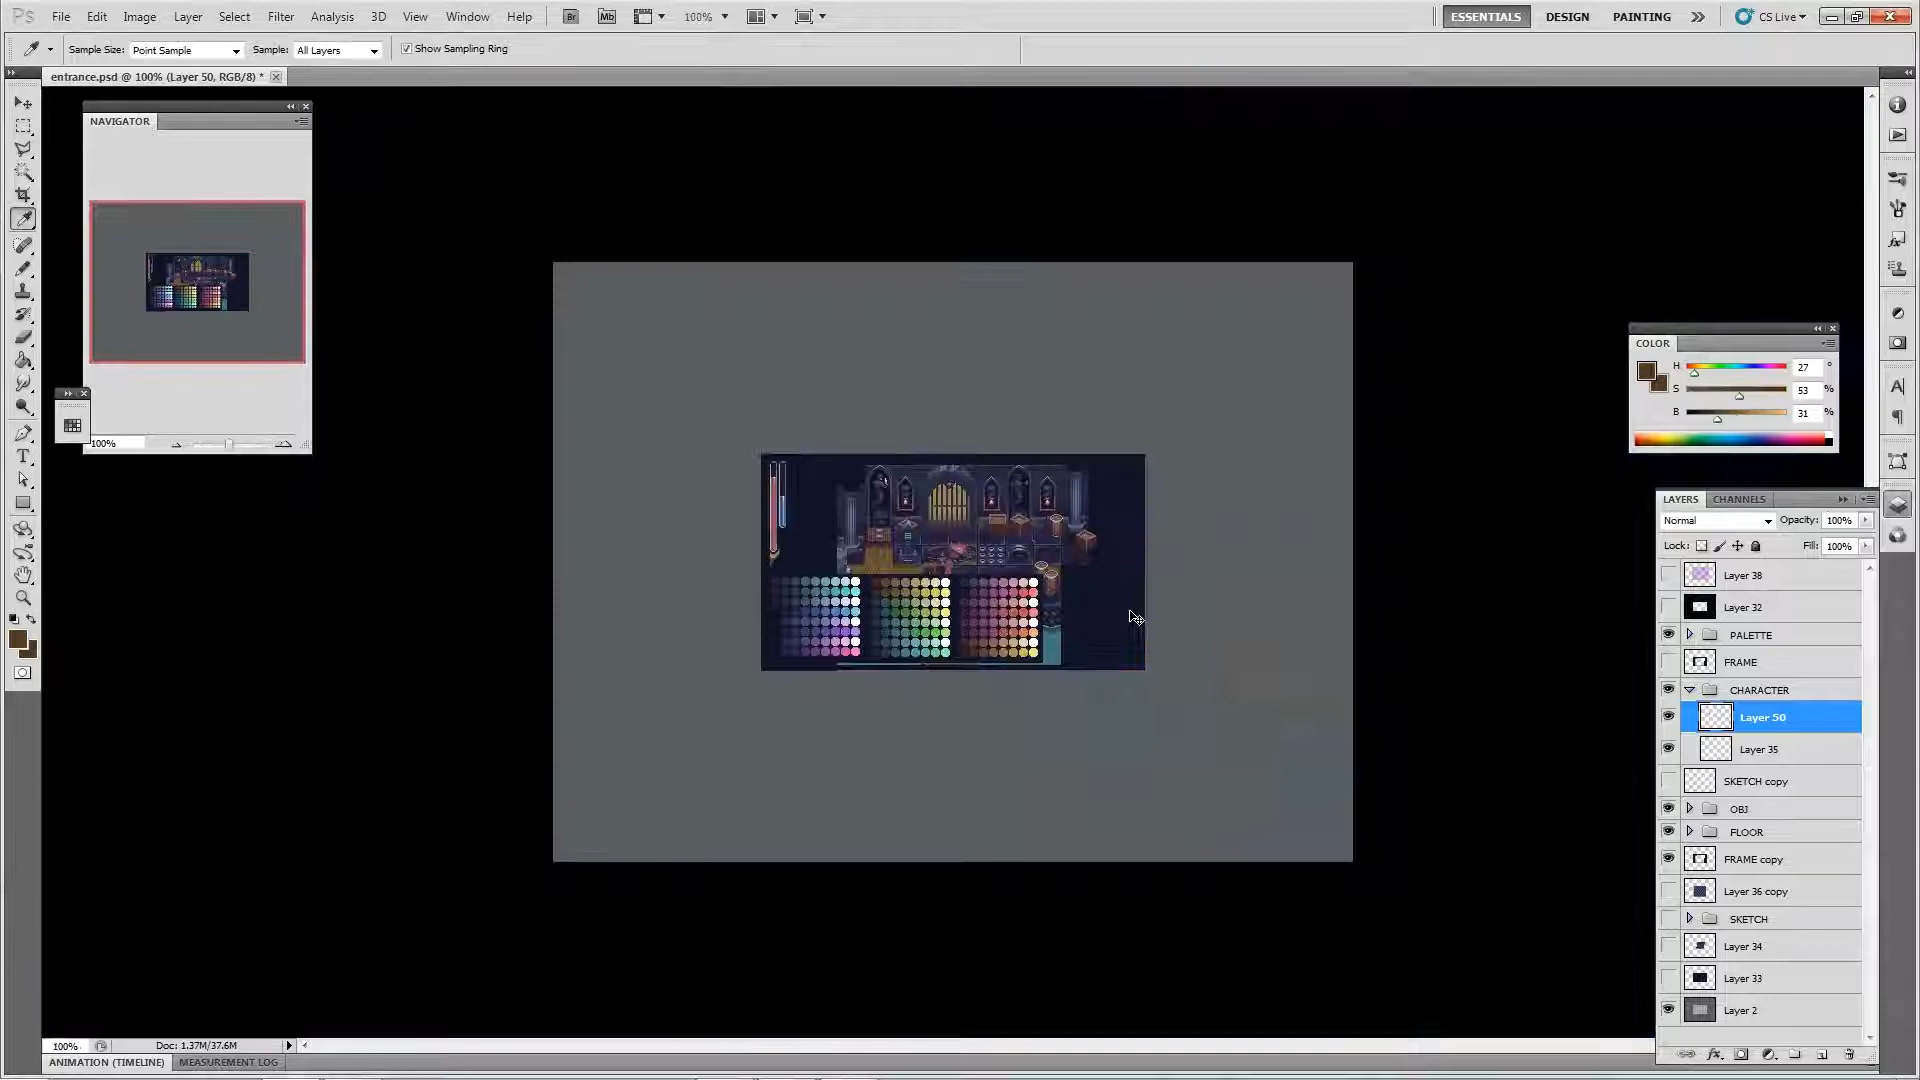 Ps File Edit Image Layer Select Filter Analysis 3D View Window Help Br Mb 100% ESSENTIALS DESIGN PAINTING CS Live
Sample Size: Point Sample Sample: All Layers Show Sampling Ring
entrance.psd @ 100% (Layer 50, RGB/8) *
NAVIGATOR
100%
COLOR
H 27 °
S 53 %
B 31 %
LAYERS CHANNELS
Normal Opacity: 100%
Lock: Fill: 100%
Layer 38
Layer 32
PALETTE
FRAME
CHARACTER
Layer 50
Layer 35
SKETCH copy
OBJ
FLOOR
FRAME copy
Layer 36 copy
SKETCH
Layer 34
Layer 33
Layer 2
100% Doc: 1.37M/37.6M
ANIMATION (TIMELINE) MEASUREMENT LOG